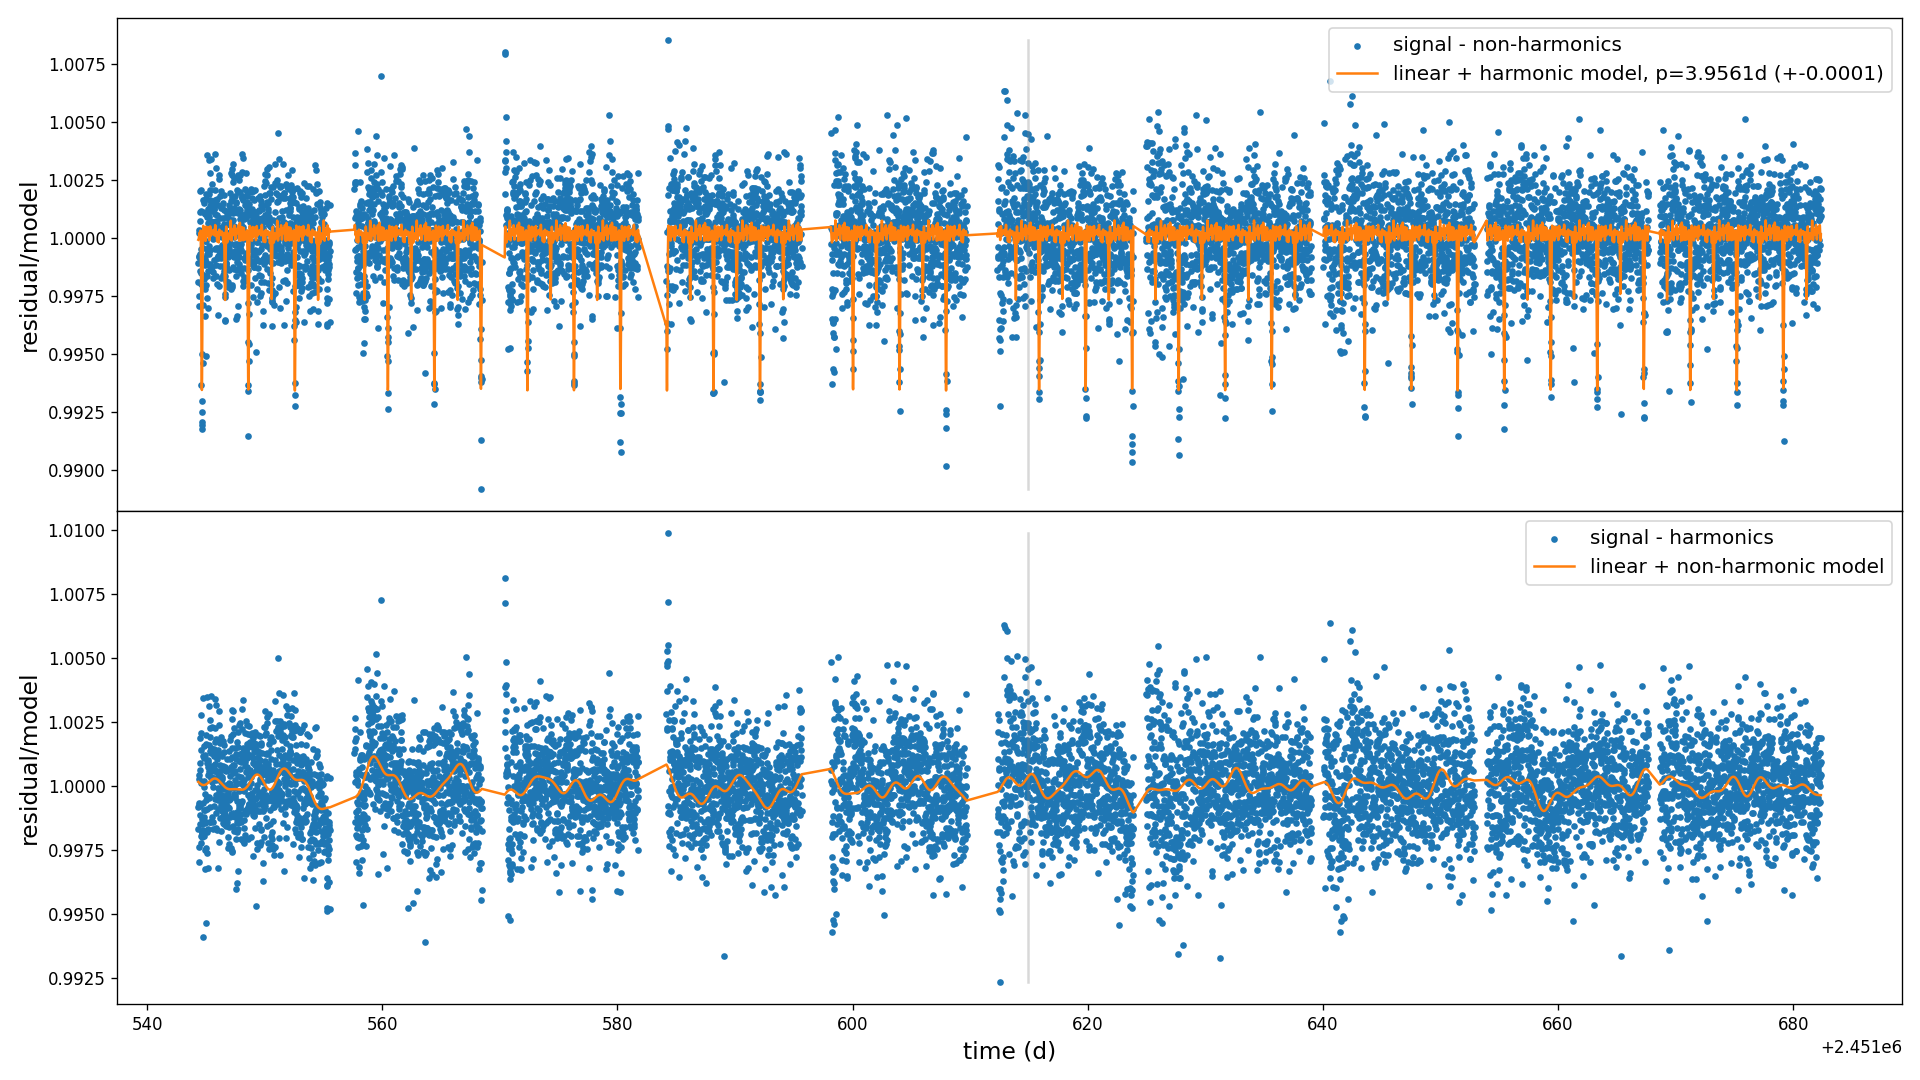 signal - non-harmonics
linear + harmonic model, p=3.9561d (+-0.0001)
residual/model
1.0075
1.0050
1.0025
1.0000
0.9975
0.9950
0.9925
0.9900
signal - harmonics
linear + non-harmonic model
residual/model
1.0100
1.0075
1.0050
1.0025
1.0000
0.9975
0.9950
0.9925
540 560 580 600 620 640 660 680
time (d)
+2.451e6